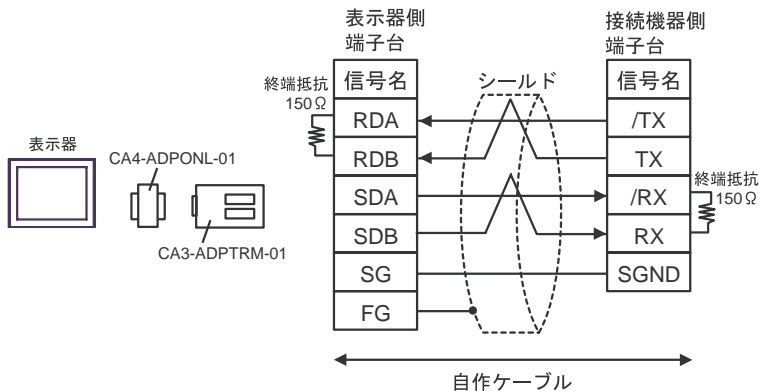 表示器側
端子台
接続機器側
端子台
信号名
シールド
信号名
終端抵抗
150Ω
RDA
/TX
RDB
TX
表示器
CA4-ADPONL-01
SDA
/RX
終端抵抗
150Ω
CA3-ADPTRM-01
SDB
RX
SG
SGND
FG
自作ケーブル